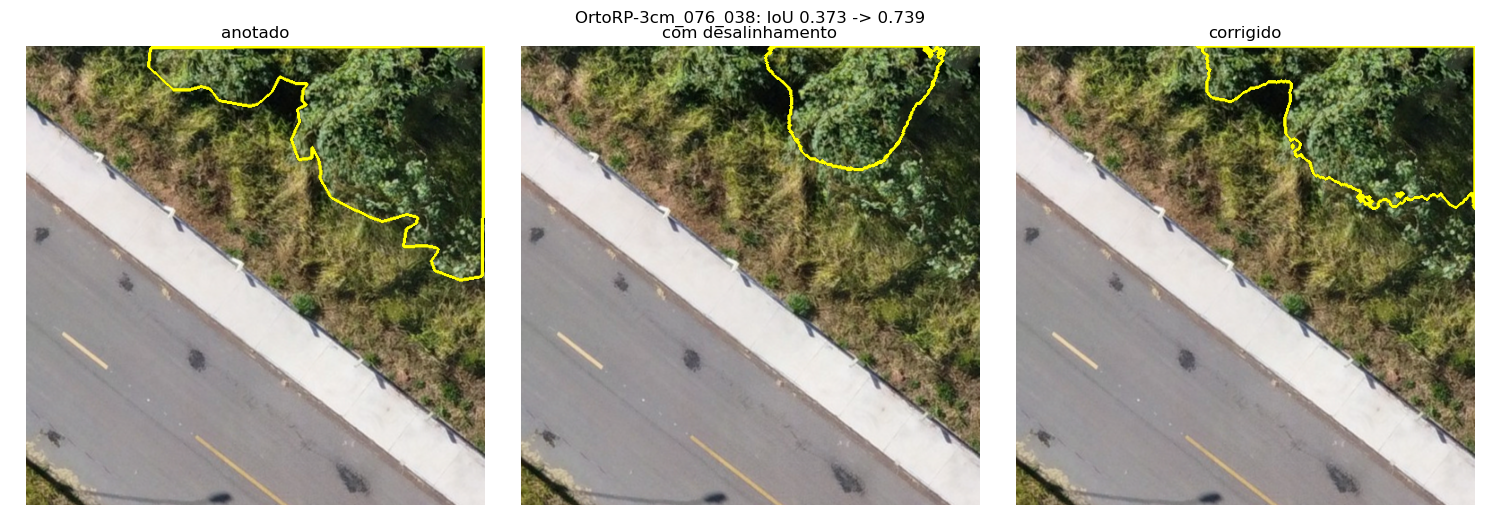 OrtoRP-3cm_076_038: IoU 0.373 -> 0.739
anotado
com desalinhamento
corrigido